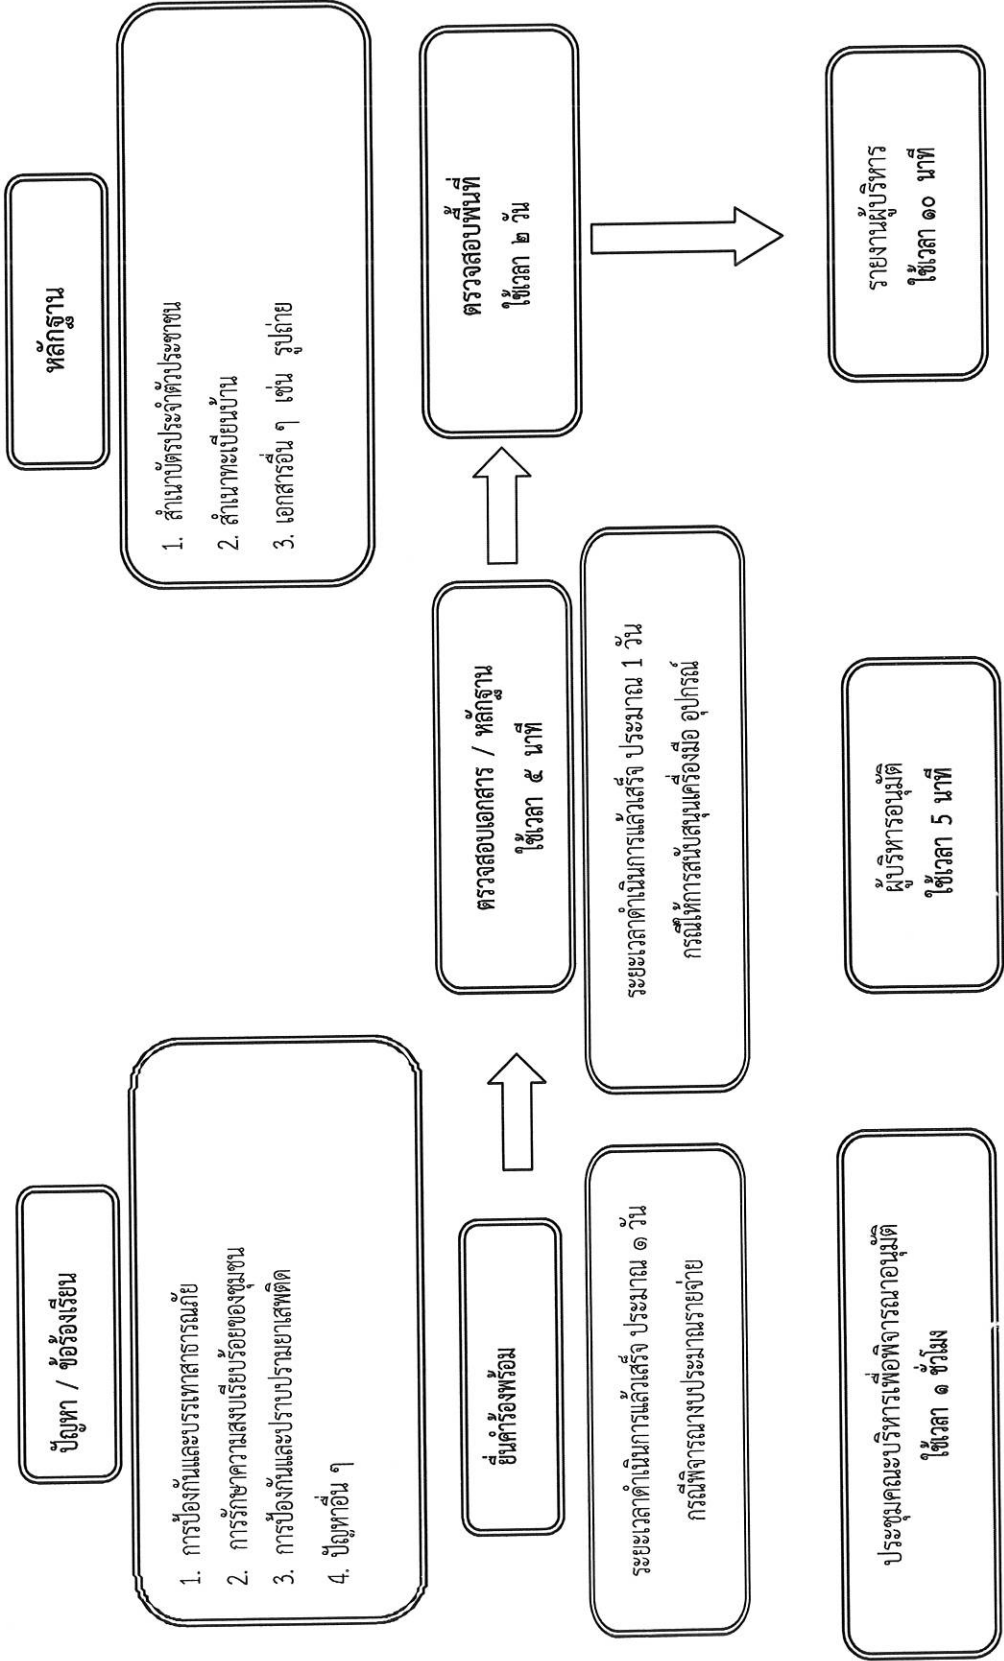 ปัญหา / ข้อร้องเรียน
1. การป้องกันและบรรเทาสาธารณภัย
2. การรักษาความสงบเรียบร้อยของชุมชน
3. การป้องกันและปราบปรามยาเสพติด
4. ปัญหาอื่น ๆ
หลักฐาน
1. สำเนาบัตรประจำตัวประชาชน
2. สำเนาทะเบียนบ้าน
3. เอกสารอื่น ๆ เช่น รูปถ่าย
ยื่นคำร้องพร้อม
ตรวจสอบเอกสาร / หลักฐาน
ใช้เวลา ๕ นาที
ตรวจสอบพื้นที่
ใช้เวลา ๒ วัน
ระยะเวลาดำเนินการแล้วเสร็จ ประมาณ ๑ วัน
กรณีพิจารณางบประมาณรายจ่าย
ระยะเวลาดำเนินการแล้วเสร็จ ประมาณ 1 วัน
กรณีให้การสนับสนุนเครื่องมือ อุปกรณ์
ประชุมคณะบริหารเพื่อพิจารณาอนุมัติ
ใช้เวลา ๑ ชั่วโมง
ผู้บริหารอนุมัติ
ใช้เวลา 5 นาที
รายงานผู้บริหาร
ใช้เวลา ๑๐ นาที